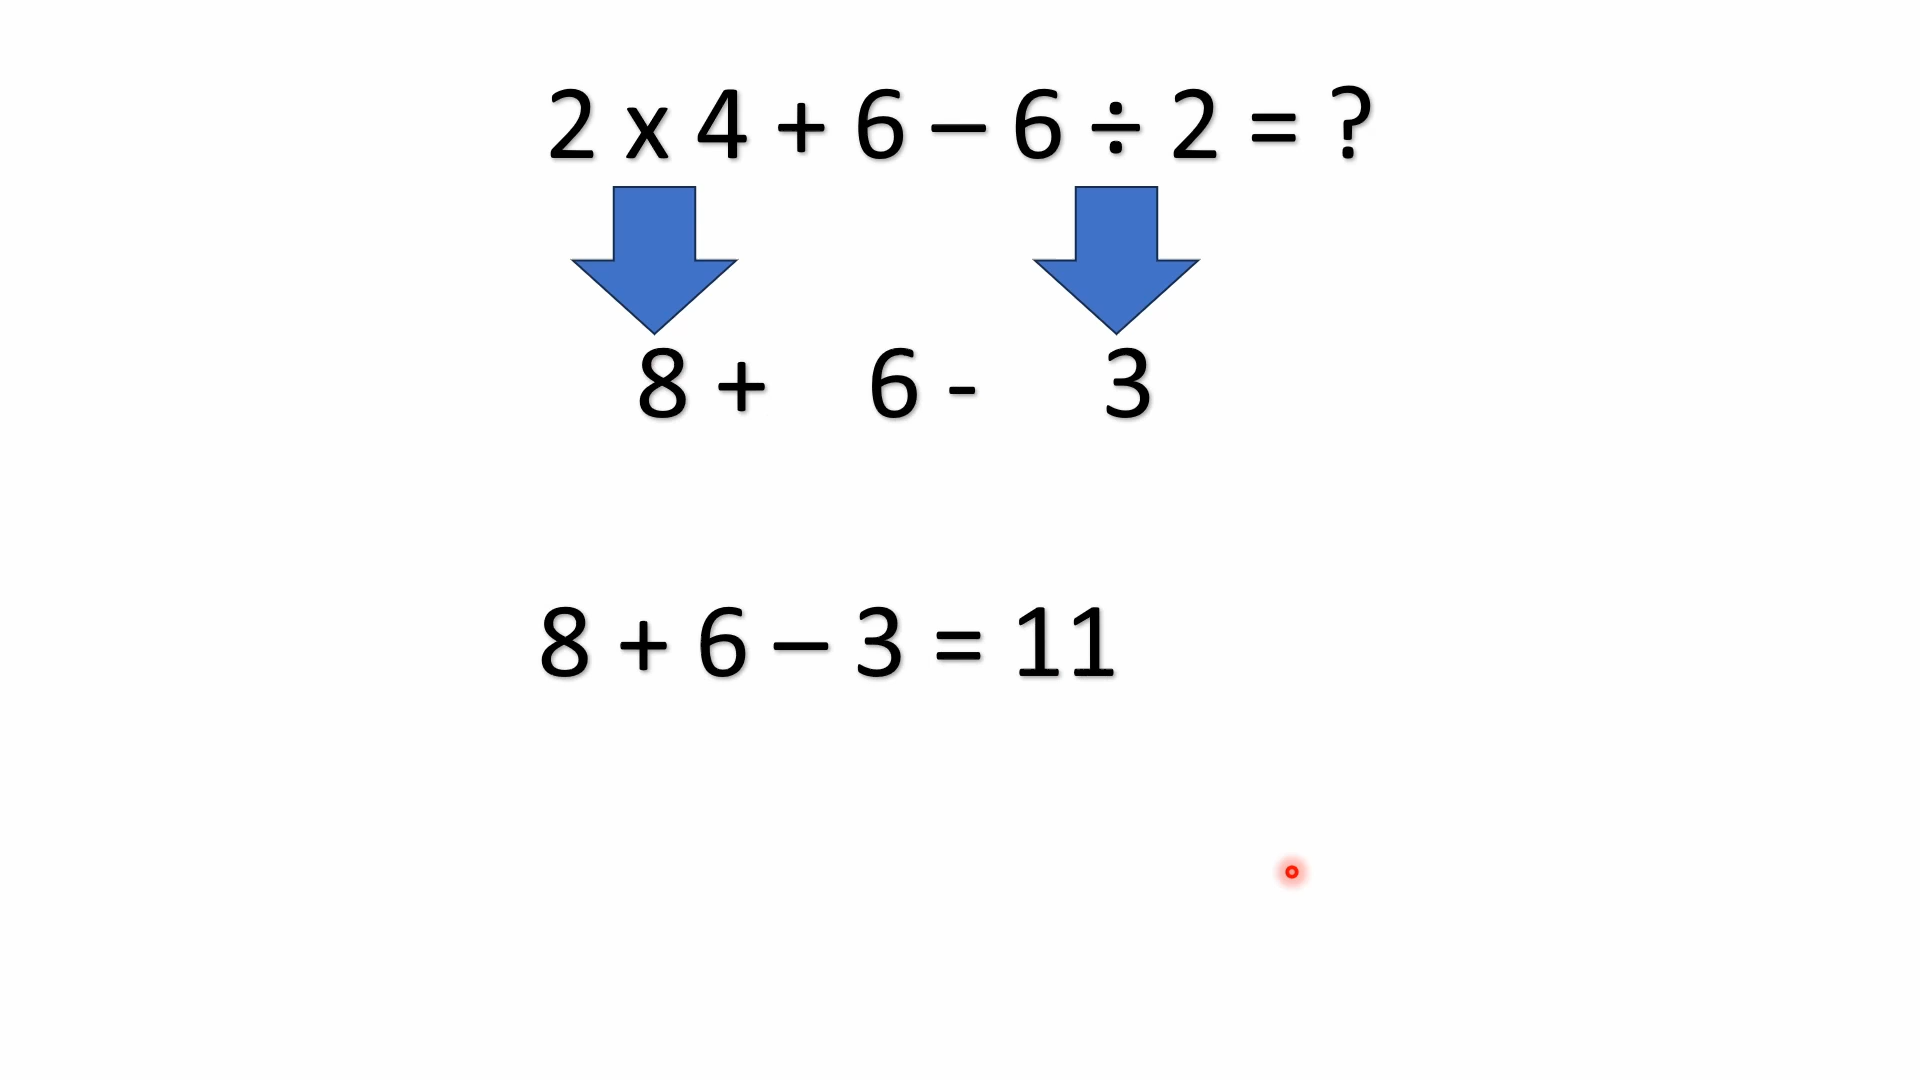 2 x 4 + 6 – 6 ÷ 2 = ?
8 + 6 - 3
8 + 6 – 3 = 11